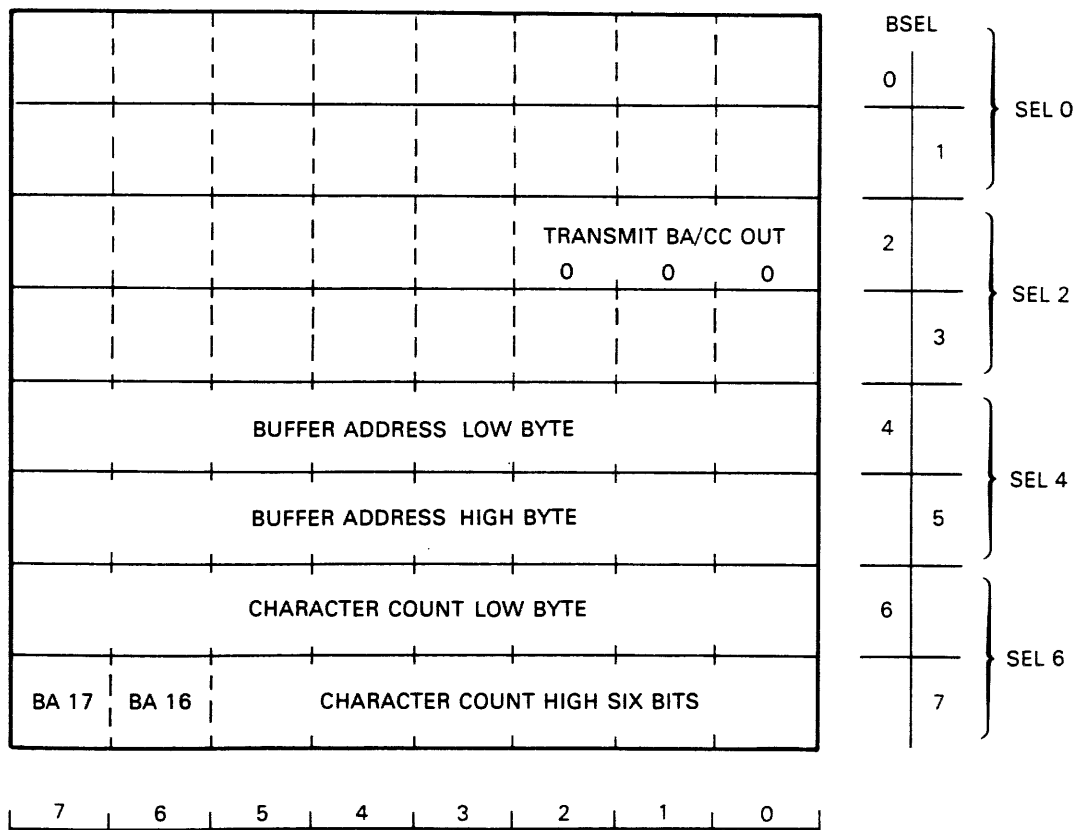 BSEL
0
SEL 0
1
TRANSMIT BA/CC OUT
2
0 0 0
SEL 2
3
BUFFER ADDRESS LOW BYTE
4
SEL 4
BUFFER ADDRESS HIGH BYTE
5
CHARACTER COUNT LOW BYTE
6
SEL 6
BA 17 BA 16 CHARACTER COUNT HIGH SIX BITS
7
7 6 5 4 3 2 1 0